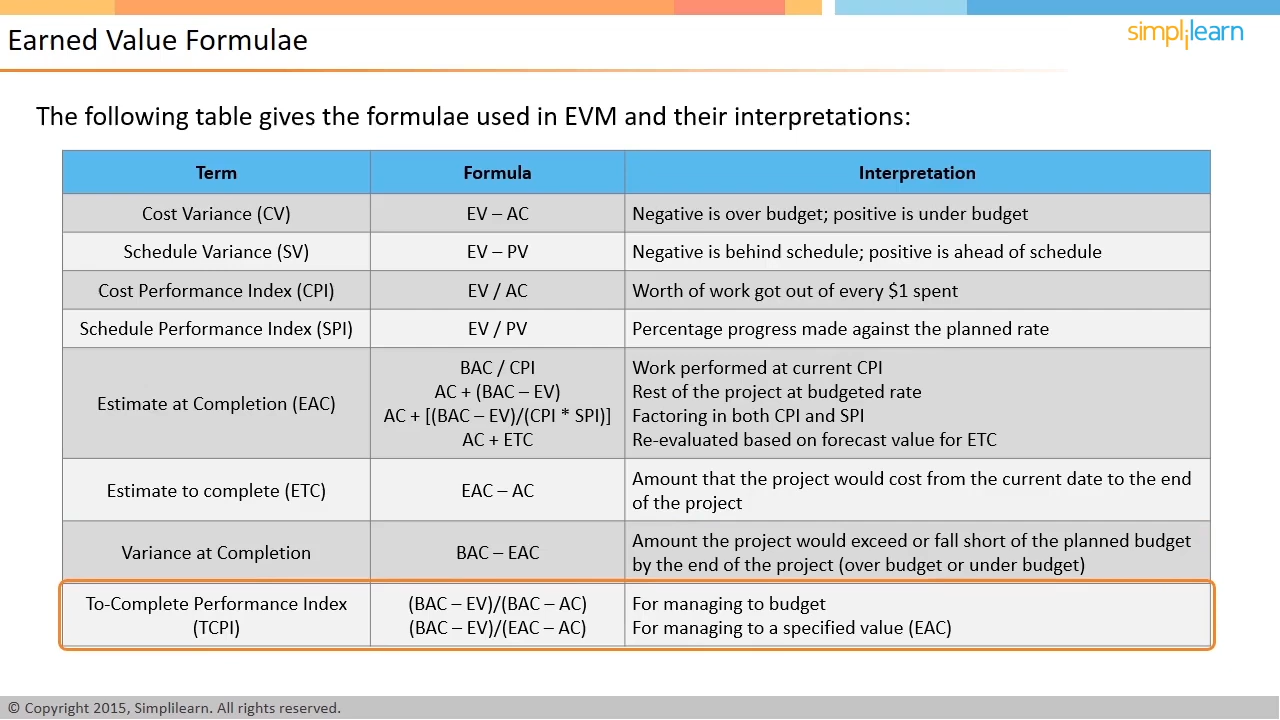 Earned Value Formulae
simplilearn
The following table gives the formulae used in EVM and their interpretations:
Term Formula Interpretation
Cost Variance (CV) EV – AC Negative is over budget; positive is under budget
Schedule Variance (SV) EV – PV Negative is behind schedule; positive is ahead of schedule
Cost Performance Index (CPI) EV / AC Worth of work got out of every $1 spent
Schedule Performance Index (SPI) EV / PV Percentage progress made against the planned rate
Estimate at Completion (EAC)
BAC / CPI
AC + (BAC – EV)
AC + [(BAC – EV)/(CPI * SPI)]
AC + ETC
Work performed at current CPI
Rest of the project at budgeted rate
Factoring in both CPI and SPI
Re-evaluated based on forecast value for ETC
Estimate to complete (ETC)
EAC – AC
Amount that the project would cost from the current date to the end
of the project
Variance at Completion
BAC – EAC
Amount the project would exceed or fall short of the planned budget
by the end of the project (over budget or under budget)
To-Complete Performance Index
(TCPI)
(BAC – EV)/(BAC – AC)
(BAC – EV)/(EAC – AC)
For managing to budget
For managing to a specified value (EAC)
© Copyright 2015, Simplilearn. All rights reserved.